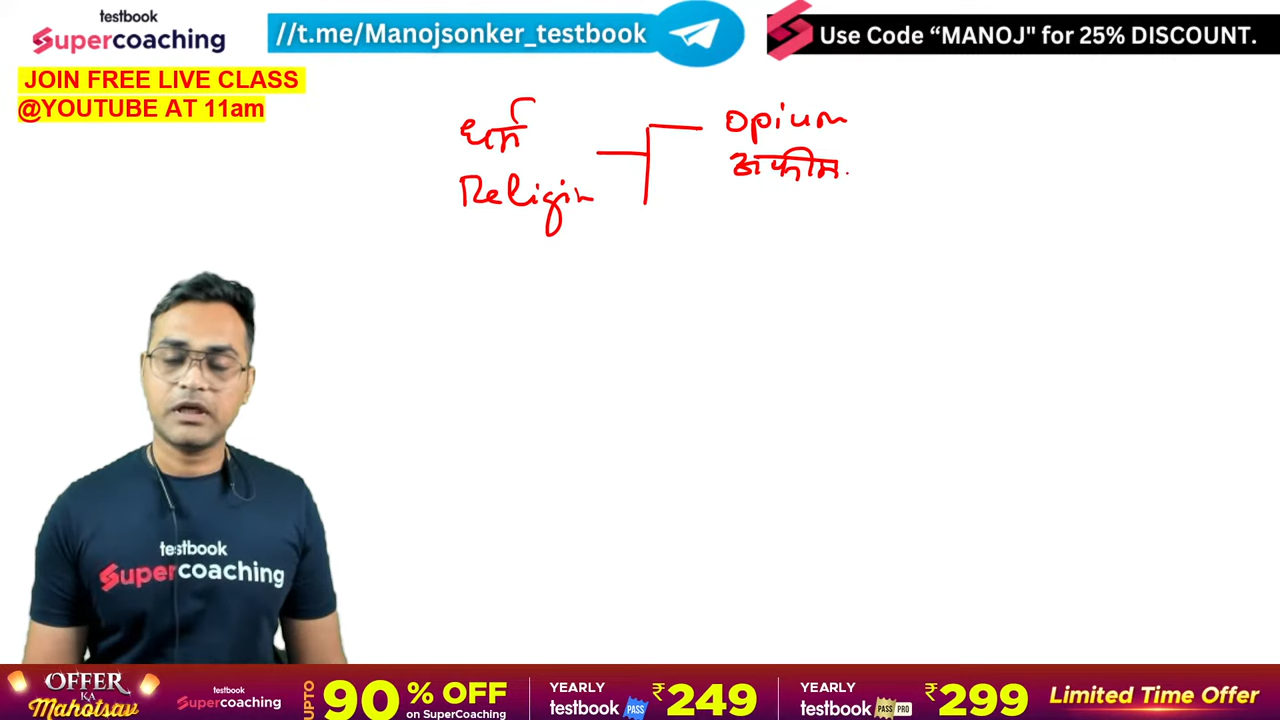 testbook
Supercoaching
//t.me/Manojsonker_testbook
Use Code “MANOJ" for 25% DISCOUNT.
JOIN FREE LIVE CLASS
@YOUTUBE AT 11am
धर्म
Religin
Opium
अफीम.
testbook
Supercoaching
OFFER
KA
Mahotsav
testbook
Supercoaching
UPTO
90% OFF
on SuperCoaching
YEARLY
testbook PASS
₹249
YEARLY
testbook PASS PRO
₹299
Limited Time Offer